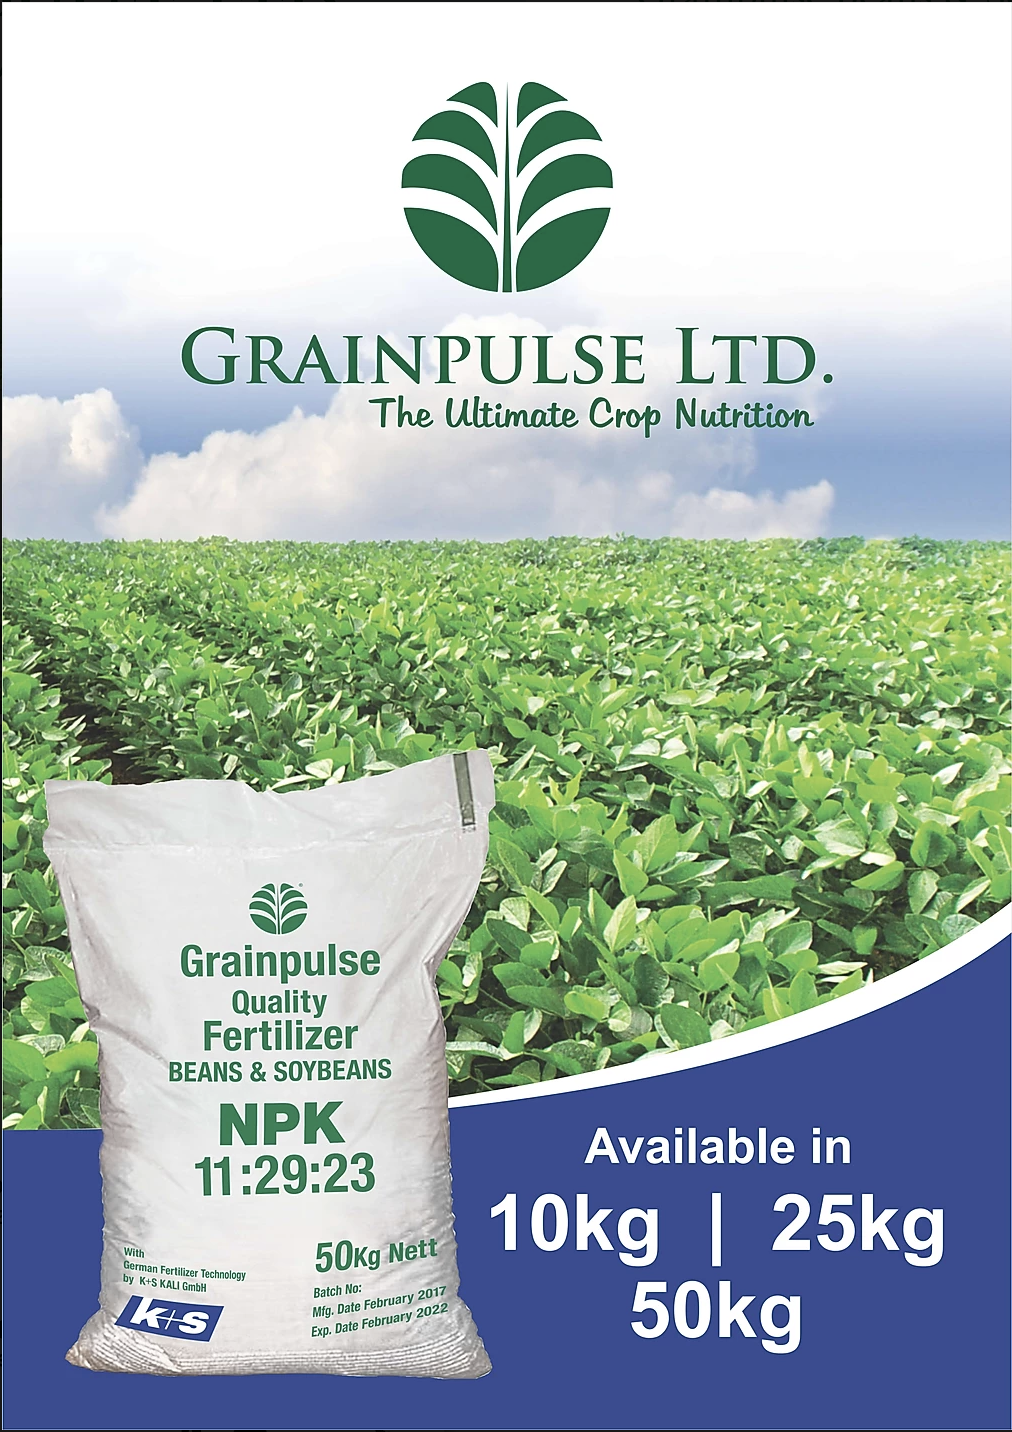 GRAINPULSE LTD.
The Ultimate Crop Nutrition
Grainpulse
Quality
Fertilizer
BEANS & SOYBEANS
NPK
11:29:23
With
German Fertilizer Technology
by K+S KALI GmbH
k+s
50Kg Nett
Batch No:
Mfg. Date February 2017
Exp. Date February 2022
Available in
10kg | 25kg
50kg